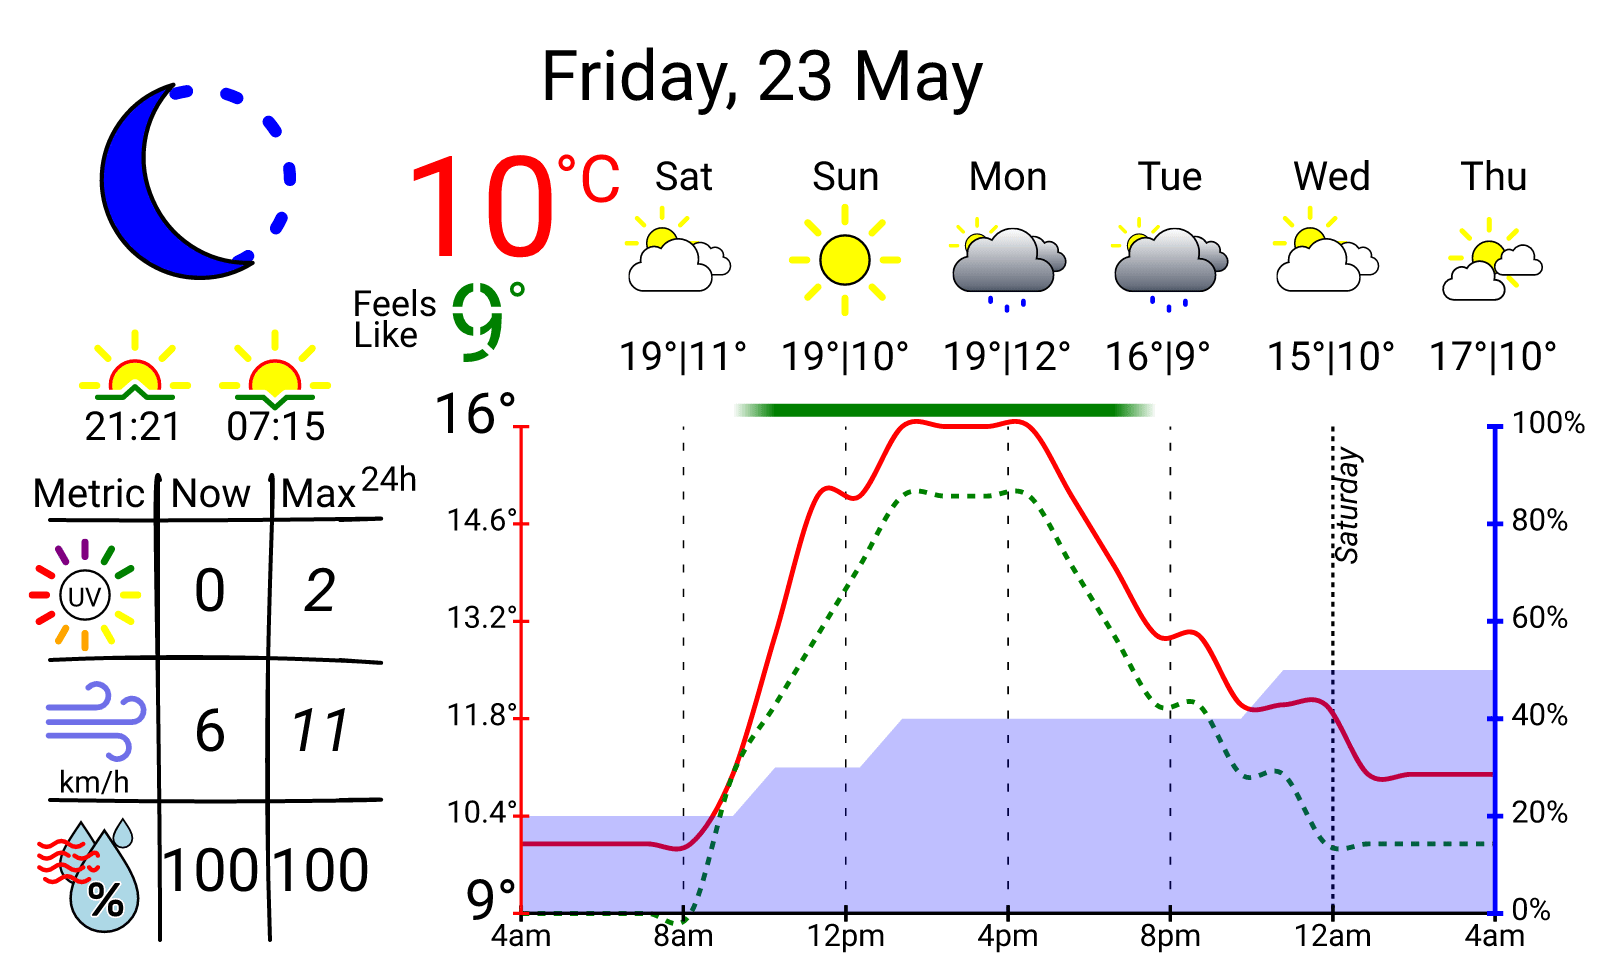 Friday, 23 May
10°C
Feels Like 9°
Sat Sun Mon Tue Wed Thu
19°|11° 19°|10° 19°|12° 16°|9° 15°|10° 17°|10°
21:21 07:15
Metric Now Max 24h
UV 0 2
km/h 6 11
% 100 100
16°
14.6°
13.2°
11.8°
10.4°
9°
100%
80%
60%
40%
20%
0%
Saturday
4am 8am 12pm 4pm 8pm 12am 4am